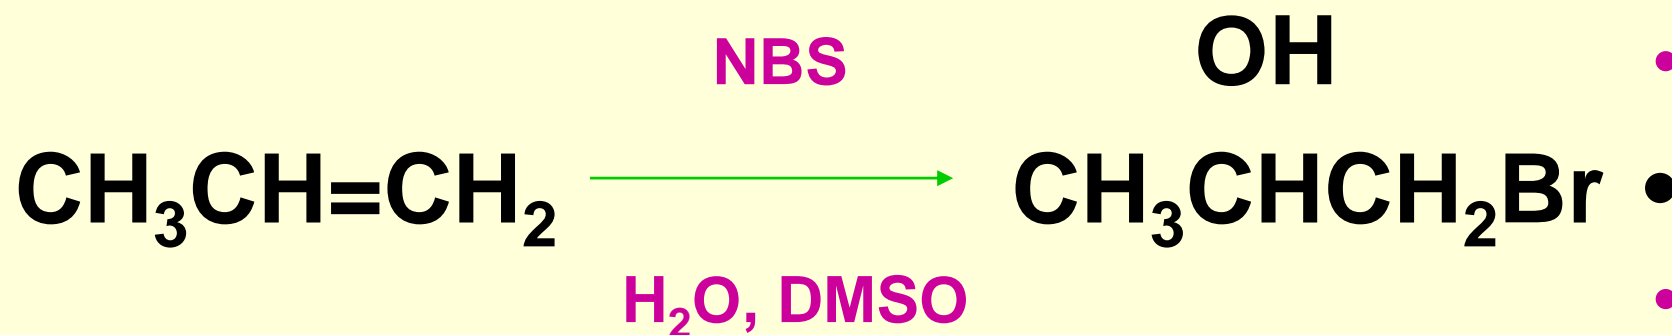 NBS
OH
•
CH₃CH=CH₂
CH₃CHCH₂Br
•
H₂O, DMSO
•